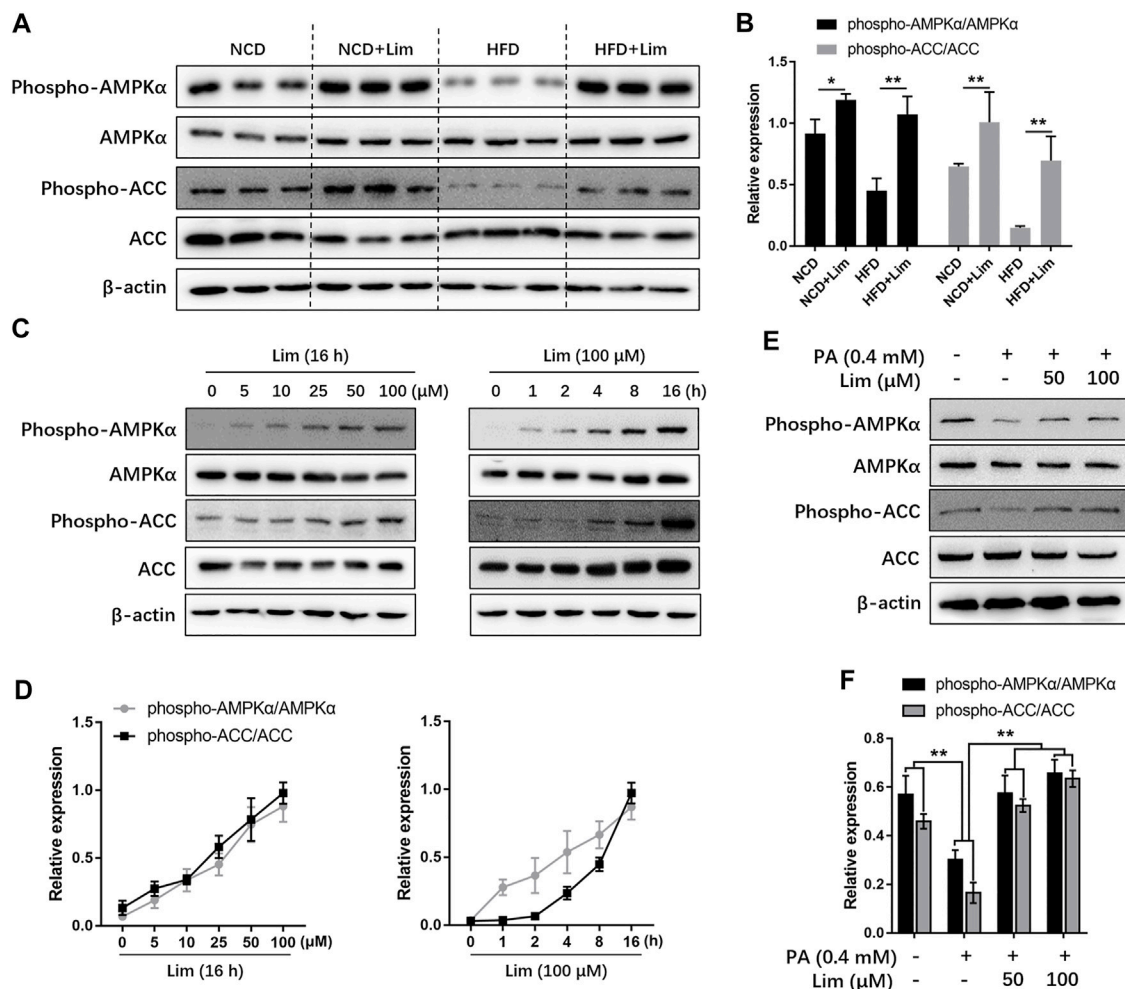 A
NCD NCD+Lim HFD HFD+Lim
Phospho-AMPKα
AMPKα
Phospho-ACC
ACC
β-actin
B
phospho-AMPKα/AMPKα
phospho-ACC/ACC
Relative expression
1.5
1.0
0.5
0.0
* ** ** **
NCD NCD+Lim HFD HFD+Lim NCD NCD+Lim HFD HFD+Lim
C
Lim (16 h)
0 5 10 25 50 100 (μM)
Lim (100 μM)
0 1 2 4 8 16 (h)
Phospho-AMPKα
AMPKα
Phospho-ACC
ACC
β-actin
E
PA (0.4 mM) - + + +
Lim (μM) - - 50 100
Phospho-AMPKα
AMPKα
Phospho-ACC
ACC
β-actin
D
phospho-AMPKα/AMPKα
phospho-ACC/ACC
Relative expression
1.5
1.0
0.5
0.0
0 5 10 25 50 100 (μM)
Lim (16 h)
Relative expression
1.5
1.0
0.5
0.0
0 1 2 4 8 16 (h)
Lim (100 μM)
F
phospho-AMPKα/AMPKα
phospho-ACC/ACC
Relative expression
0.8
0.6
0.4
0.2
0.0
** **
PA (0.4 mM) - + + +
Lim (μM) - - 50 100